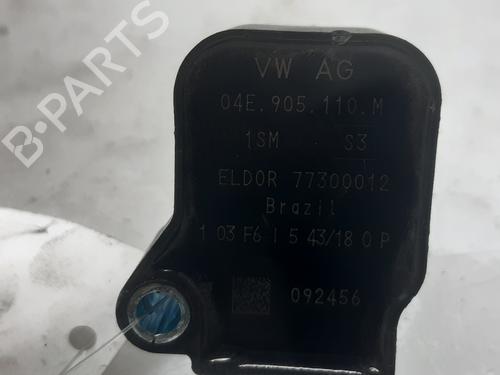 B-PARTS
VW AG
04E.905.110.M
1SM S3
ELDOR 77300012
Brazil
1 03 F6 I 5 43/18 0 P
092456